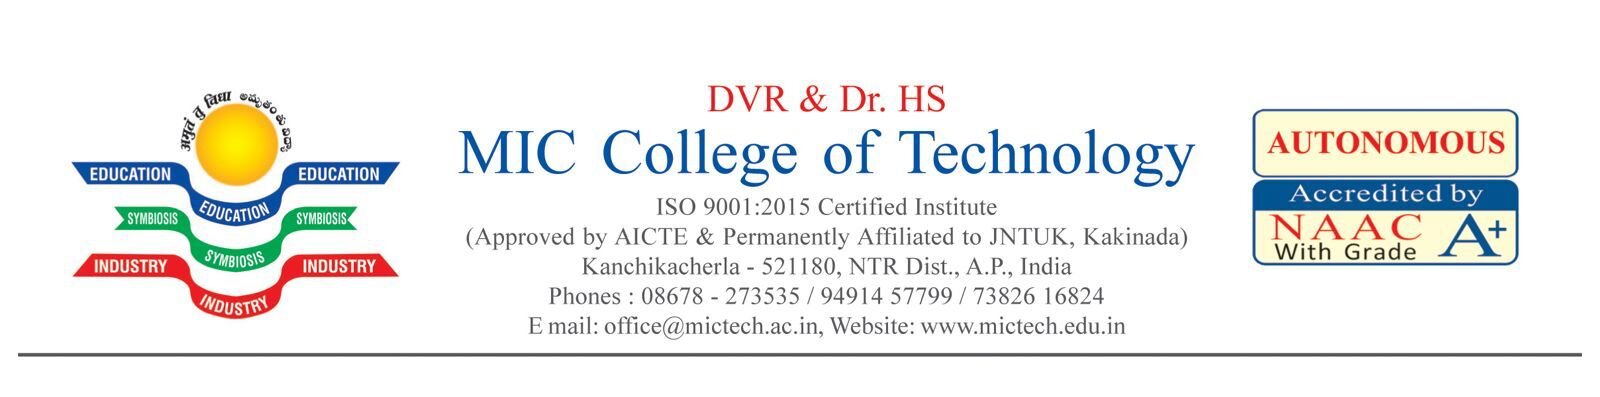 अमृतं तु विद्या అమృతంతు విద్యా
EDUCATION EDUCATION EDUCATION
SYMBIOSIS SYMBIOSIS SYMBIOSIS
INDUSTRY INDUSTRY INDUSTRY
DVR & Dr. HS
MIC College of Technology
ISO 9001:2015 Certified Institute
(Approved by AICTE & Permanently Affiliated to JNTUK, Kakinada)
Kanchikacherla - 521180, NTR Dist., A.P., India
Phones : 08678 - 273535 / 94914 57799 / 73826 16824
E mail: office@mictech.ac.in, Website: www.mictech.edu.in
AUTONOMOUS
Accredited by
NAAC A+
With Grade